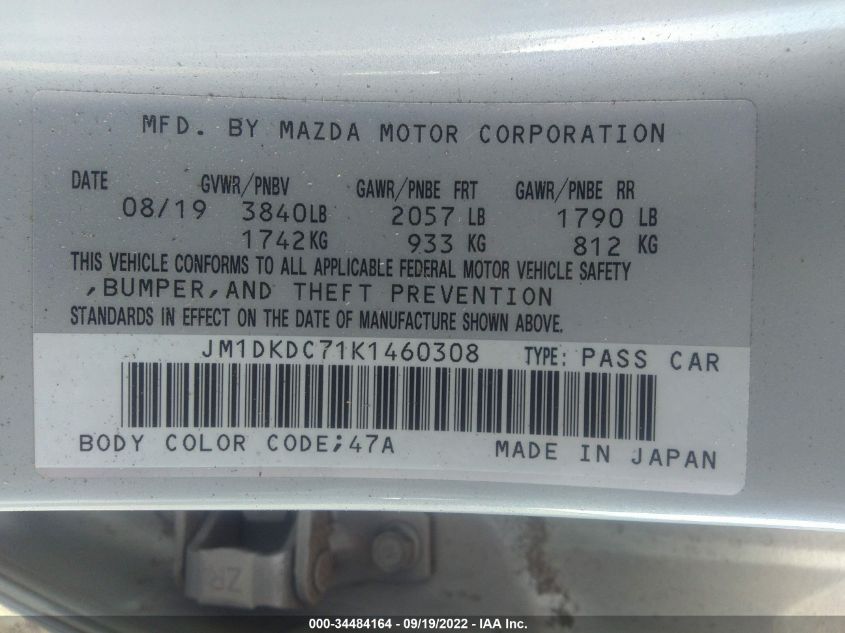 MFD. BY MAZDA MOTOR CORPORATION
DATE GVWR/PNBV GAWR/PNBE FRT GAWR/PNBE RR
08/19 3840LB 2057 LB 1790 LB
1742KG 933 KG 812 KG
THIS VEHICLE CONFORMS TO ALL APPLICABLE FEDERAL MOTOR VEHICLE SAFETY
,BUMPER,AND THEFT PREVENTION
STANDARDS IN EFFECT ON THE DATE OF MANUFACTURE SHOWN ABOVE.
JM1DKDC71K1460308 TYPE: PASS CAR
BODY COLOR CODE;47A MADE IN JAPAN
ZR
000-34484164 - 09/19/2022 - IAA Inc.